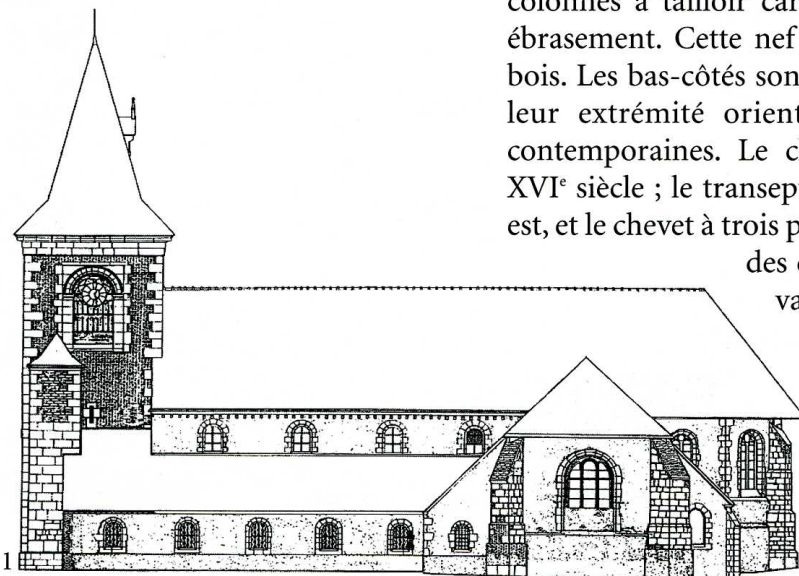 colonnes à tailloir
ébrasement. Cette nef
bois. Les bas-côtés
leur extrémité
contemporaines. Le
XVIᵉ siècle ; le
est, et le chevet à trois
des
1